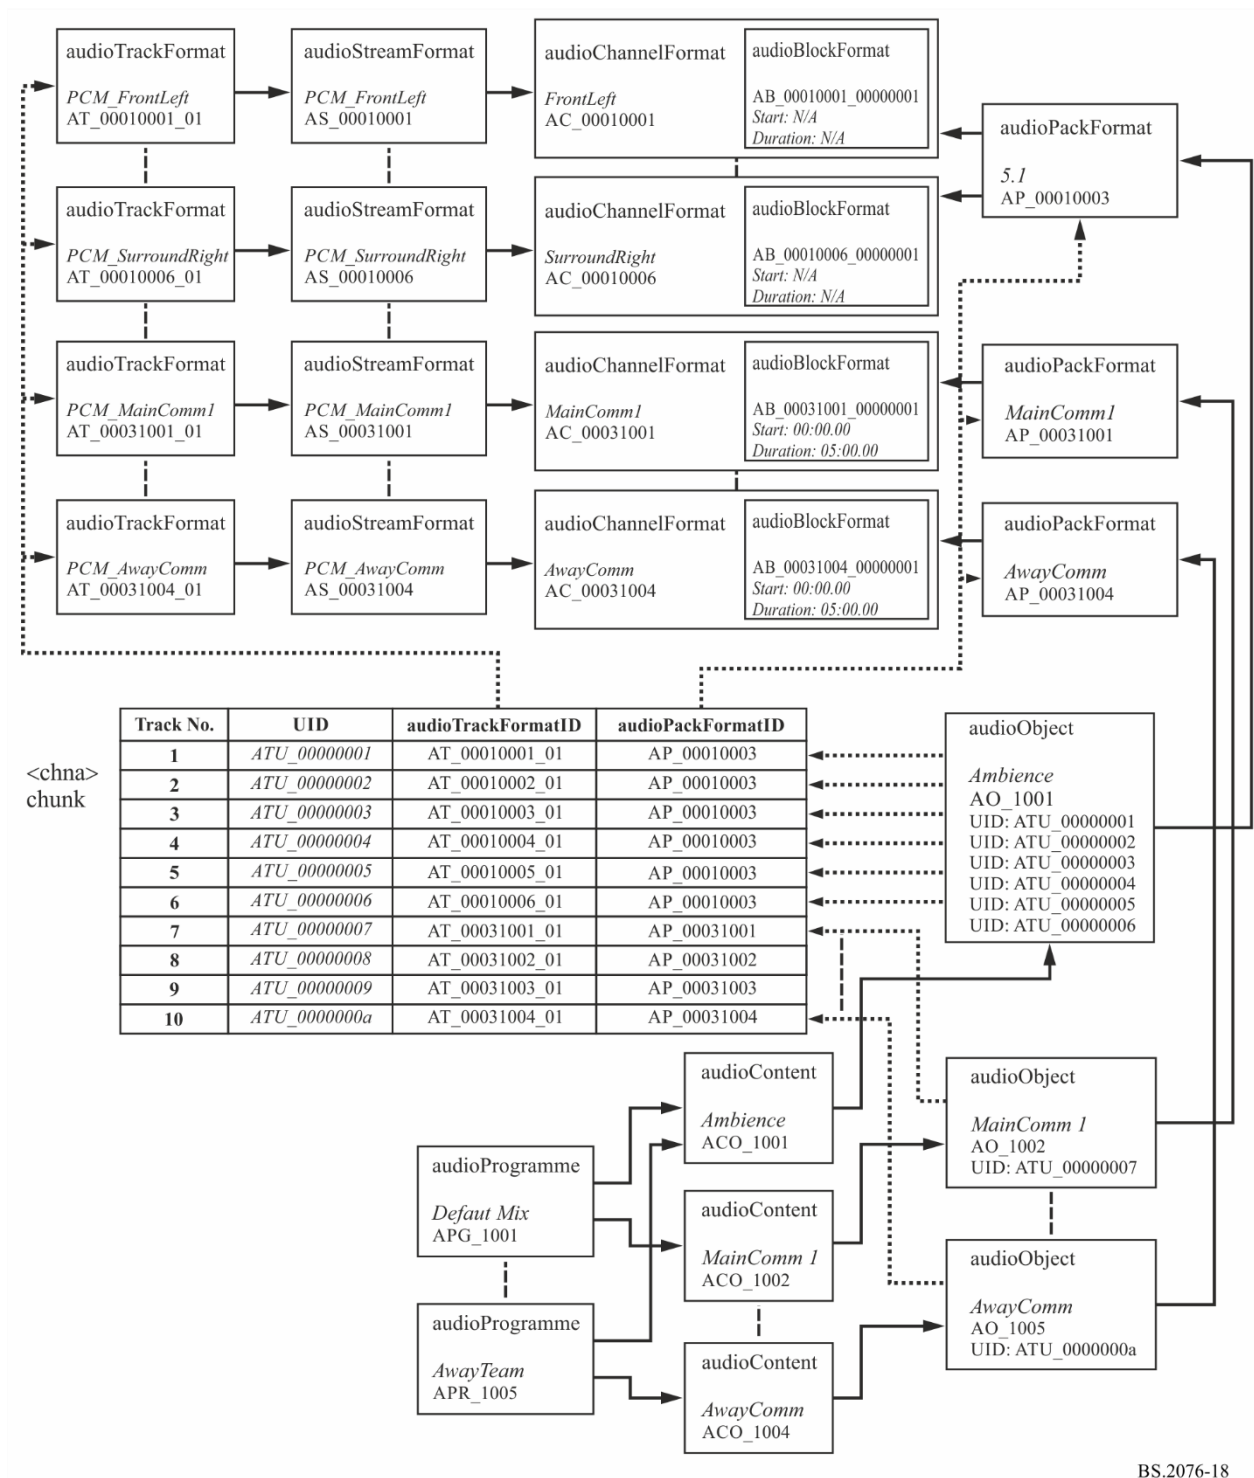 audioTrackFormat
PCM_FrontLeft
AT_00010001_01
audioStreamFormat
PCM_FrontLeft
AS_00010001
audioChannelFormat
FrontLeft
AC_00010001
audioBlockFormat
AB_00010001_00000001
Start: N/A
Duration: N/A
audioPackFormat
5.1
AP_00010003
audioTrackFormat
PCM_SurroundRight
AT_00010006_01
audioStreamFormat
PCM_SurroundRight
AS_00010006
audioChannelFormat
SurroundRight
AC_00010006
audioBlockFormat
AB_00010006_00000001
Start: N/A
Duration: N/A
audioTrackFormat
PCM_MainComm1
AT_00031001_01
audioStreamFormat
PCM_MainComm1
AS_00031001
audioChannelFormat
MainComm1
AC_00031001
audioBlockFormat
AB_00031001_00000001
Start: 00:00.00
Duration: 05:00.00
audioPackFormat
MainComm1
AP_00031001
audioTrackFormat
PCM_AwayComm
AT_00031004_01
audioStreamFormat
PCM_AwayComm
AS_00031004
audioChannelFormat
AwayComm
AC_00031004
audioBlockFormat
AB_00031004_00000001
Start: 00:00.00
Duration: 05:00.00
audioPackFormat
AwayComm
AP_00031004
<chna>
chunk
Track No. UID audioTrackFormatID audioPackFormatID
1 ATU_00000001 AT_00010001_01 AP_00010003
2 ATU_00000002 AT_00010002_01 AP_00010003
3 ATU_00000003 AT_00010003_01 AP_00010003
4 ATU_00000004 AT_00010004_01 AP_00010003
5 ATU_00000005 AT_00010005_01 AP_00010003
6 ATU_00000006 AT_00010006_01 AP_00010003
7 ATU_00000007 AT_00031001_01 AP_00031001
8 ATU_00000008 AT_00031002_01 AP_00031002
9 ATU_00000009 AT_00031003_01 AP_00031003
10 ATU_0000000a AT_00031004_01 AP_00031004
audioObject
Ambience
AO_1001
UID: ATU_00000001
UID: ATU_00000002
UID: ATU_00000003
UID: ATU_00000004
UID: ATU_00000005
UID: ATU_00000006
audioContent
Ambience
ACO_1001
audioObject
MainComm 1
AO_1002
UID: ATU_00000007
audioProgramme
Defaut Mix
APG_1001
audioContent
MainComm 1
ACO_1002
audioObject
AwayComm
AO_1005
UID: ATU_0000000a
audioProgramme
AwayTeam
APR_1005
audioContent
AwayComm
ACO_1004
BS.2076-18